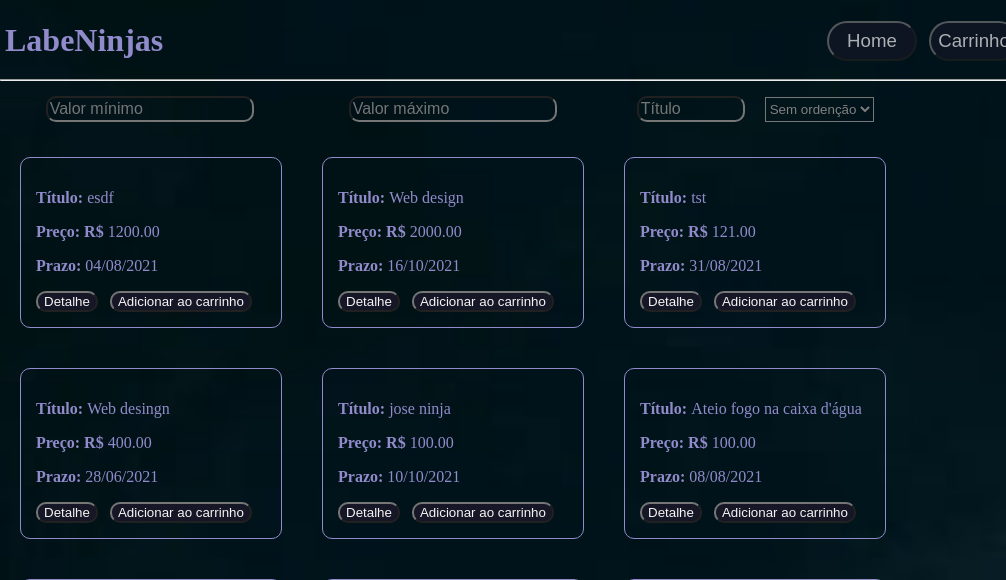 LabeNinjas
Home
Carrinho
Valor mínimo
Valor máximo
Título
Sem ordenção
Título: esdf
Preço: R$ 1200.00
Prazo: 04/08/2021
Detalhe Adicionar ao carrinho
Título: Web design
Preço: R$ 2000.00
Prazo: 16/10/2021
Detalhe Adicionar ao carrinho
Título: tst
Preço: R$ 121.00
Prazo: 31/08/2021
Detalhe Adicionar ao carrinho
Título: Web desingn
Preço: R$ 400.00
Prazo: 28/06/2021
Detalhe Adicionar ao carrinho
Título: jose ninja
Preço: R$ 100.00
Prazo: 10/10/2021
Detalhe Adicionar ao carrinho
Título: Ateio fogo na caixa d'água
Preço: R$ 100.00
Prazo: 08/08/2021
Detalhe Adicionar ao carrinho